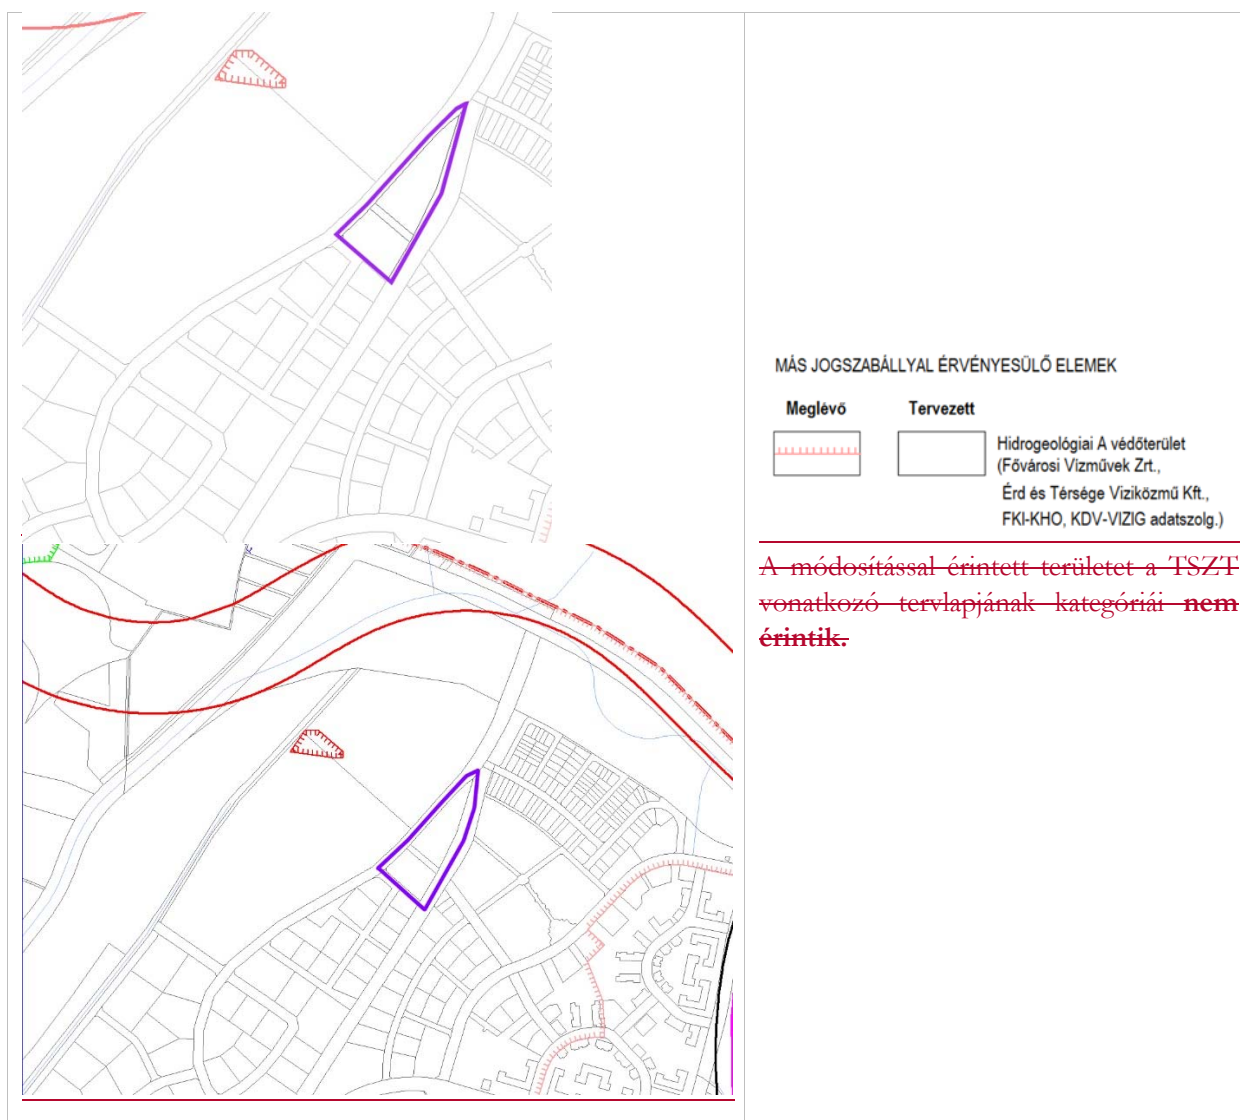 MÁS JOGSZABÁLLYAL ÉRVÉNYESÜLŐ ELEMEK
Meglévő Tervezett
Hidrogeológiai A védőterület
(Fővárosi Vízművek Zrt.,
Érd és Térsége Viziközmű Kft.,
FKI-KHO, KDV-VIZIG adatszolg.)
A módosítással érintett területet a TSZT
vonatkozó tervlapjának kategóriái nem
érintik.